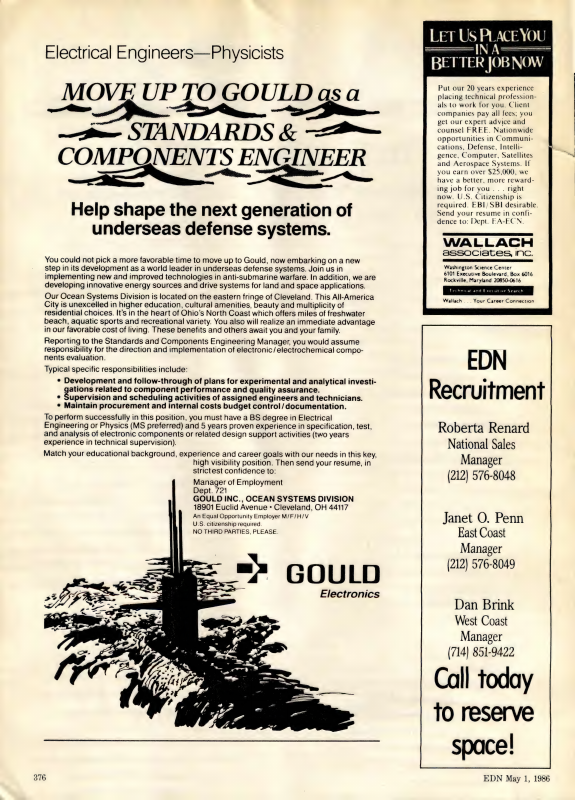 Electrical Engineers—Physicists
MOVE UP TO GOULD as a
STANDARDS &
COMPONENTS ENGINEER
Help shape the next generation of
underseas defense systems.
You could not pick a more favorable time to move up to Gould, now embarking on a new
step in its development as a world leader in underseas defense systems. Join us in
implementing new and improved technologies in anti-submarine warfare. In addition, we are
developing innovative energy sources and drive systems for land and space applications.
Our Ocean Systems Division is located on the eastern fringe of Cleveland. This All-America
City is unexcelled in higher education, cultural amenities, beauty and multiplicity of
residential choices. It's in the heart of Ohio's North Coast which offers miles of freshwater
beach, aquatic sports and recreational variety. You also will realize an immediate advantage
in our favorable cost of living. These benefits and others await you and your family.
Reporting to the Standards and Components Engineering Manager, you would assume
responsibility for the direction and implementation of electronic/electrochemical compo-
nents evaluation.
Typical specific responsibilities include:
• Development and follow-through of plans for experimental and analytical investi-
gations related to component performance and quality assurance.
• Supervision and scheduling activities of assigned engineers and technicians.
• Maintain procurement and internal costs budget control/documentation.
To perform successfully in this position, you must have a BS degree in Electrical
Engineering or Physics (MS preferred) and 5 years proven experience in specification, test,
and analysis of electronic components or related design support activities (two years
experience in technical supervision).
Match your educational background, experience and career goals with our needs in this key,
high visibility position. Then send your resume, in
strictest confidence to:
Manager of Employment
Dept. 721
GOULD INC., OCEAN SYSTEMS DIVISION
18901 Euclid Avenue • Cleveland, OH 44117
An Equal Opportunity Employer M/F/H/V
U.S. citizenship required.
NO THIRD PARTIES, PLEASE.
GOULD
Electronics
LET US PLACE YOU
IN A
BETTER JOB NOW
Put our 20 years experience
placing technical profession-
als to work for you. Client
companies pay all fees; you
get our expert advice and
counsel FREE. Nationwide
opportunities in Communi-
cations, Defense, Intelli-
gence, Computer, Satellites
and Aerospace Systems. If
you earn over $25,000, we
have a better, more reward-
ing job for you . . . right
now. U.S. Citizenship is
required. EBI/SBI desirable.
Send your resume in confi-
dence to: Dept. EA-ECN.
WALLACH
associates, inc.
Washington Science Center
6101 Executive Boulevard, Box 6016
Rockville, Maryland 20850-0616
Technical and Executive Search
Wallach Your Career Connection
EDN
Recruitment
Roberta Renard
National Sales
Manager
(212) 576-8048
Janet O. Penn
East Coast
Manager
(212) 576-8049
Dan Brink
West Coast
Manager
(714) 851-9422
Call today
to reserve
space!
376
EDN May 1, 1986